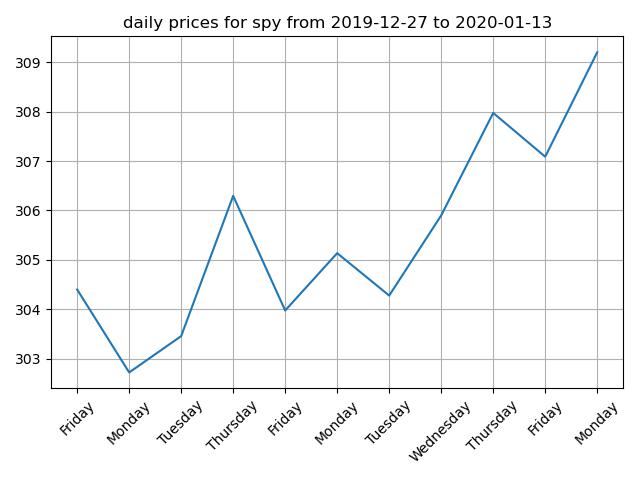 daily prices for spy from 2019-12-27 to 2020-01-13
309
308
307
306
305
304
303
Friday
Monday
Tuesday
Thursday
Friday
Monday
Tuesday
Wednesday
Thursday
Friday
Monday